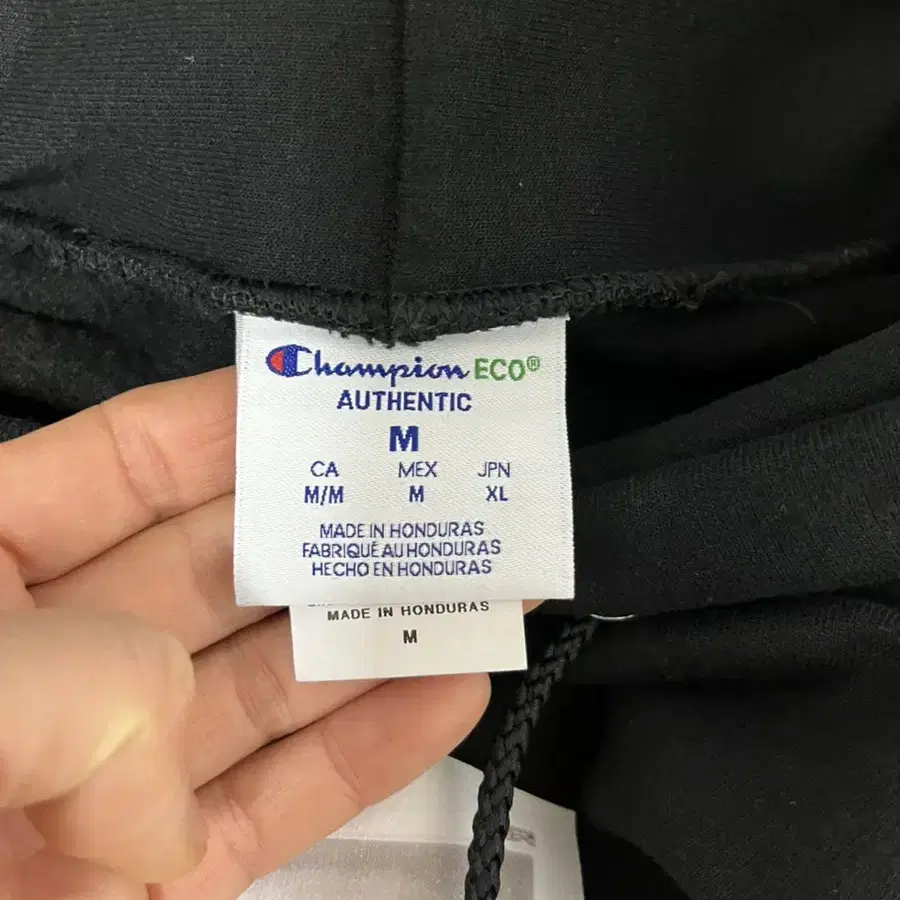 Champion ECO®
AUTHENTIC
M
CA MEX JPN
M/M M XL
MADE IN HONDURAS
FABRIQUÉ AU HONDURAS
HECHO EN HONDURAS
MADE IN HONDURAS
M